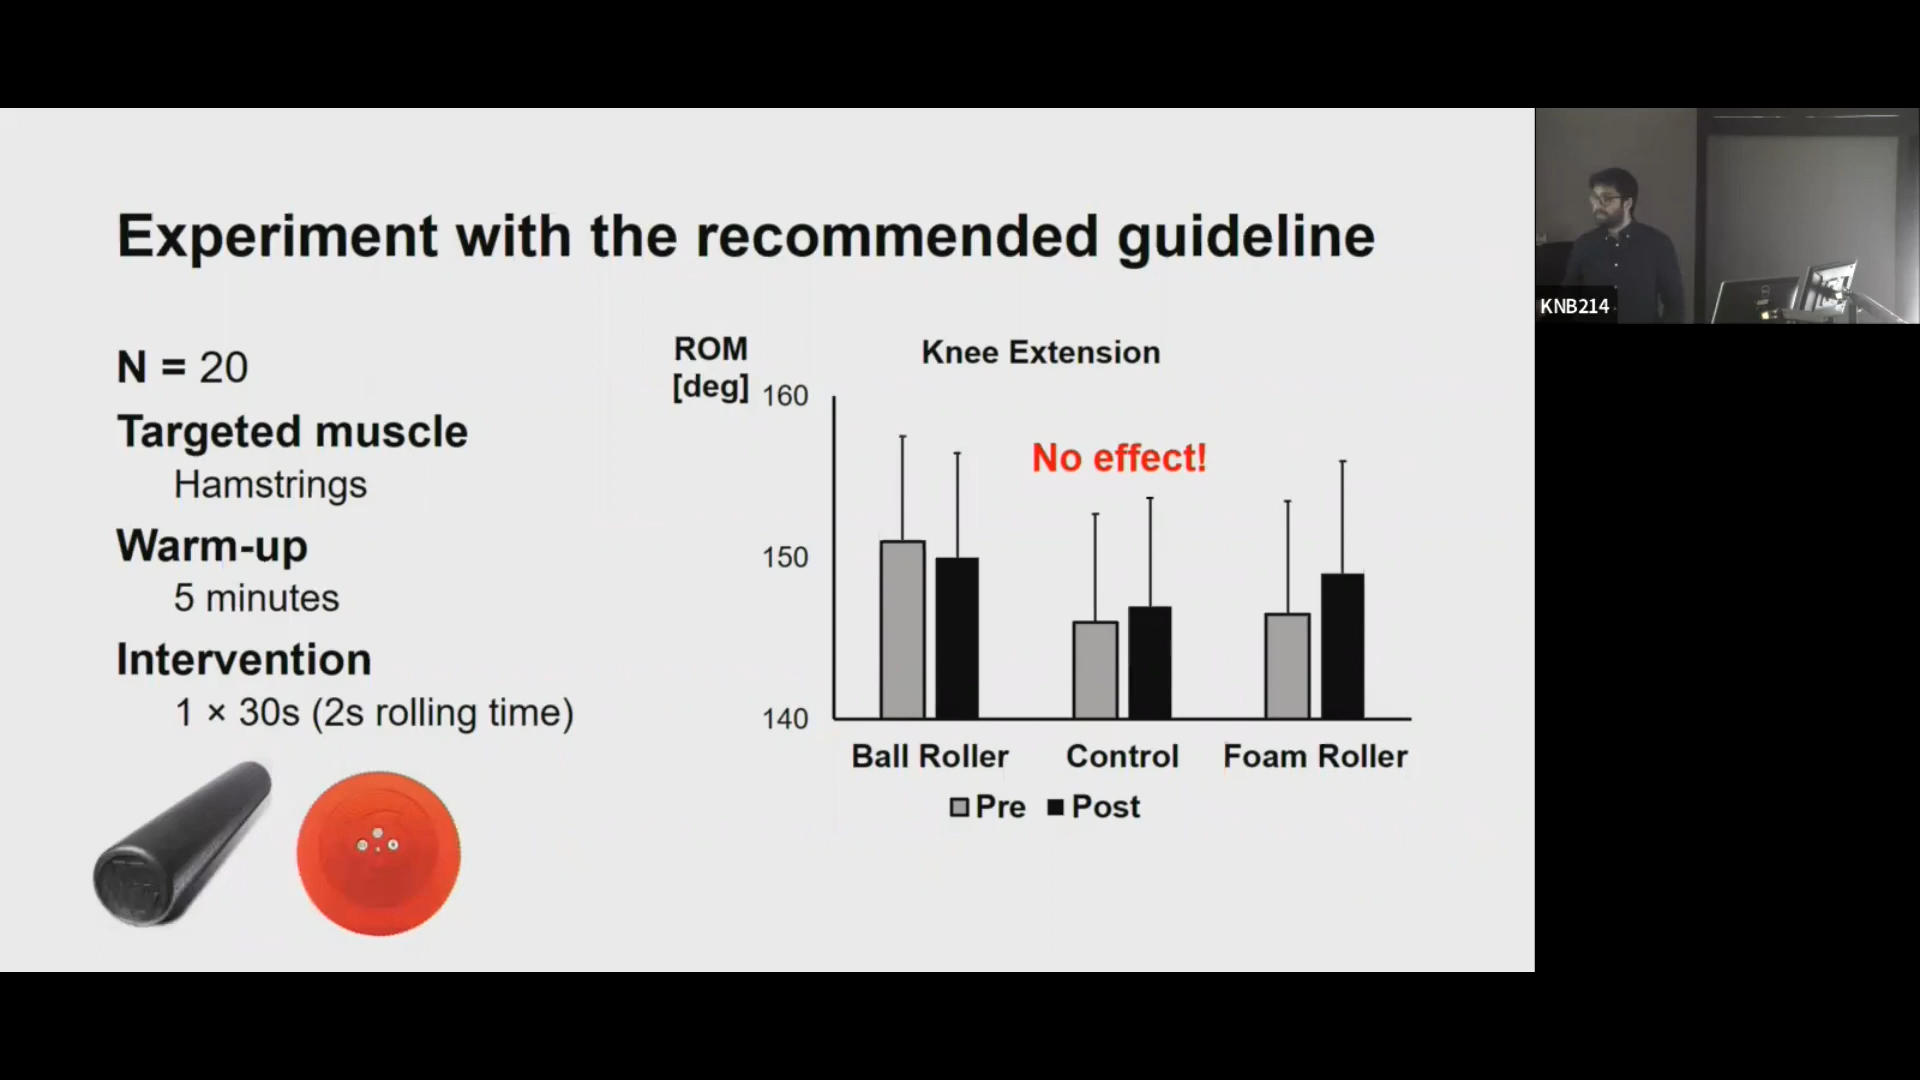 Experiment with the recommended guideline
N = 20
Targeted muscle
Hamstrings
Warm-up
5 minutes
Intervention
1 × 30s (2s rolling time)
ROM
[deg]
Knee Extension
160
150
140
No effect!
Ball Roller
Control
Foam Roller
Pre
Post
KNB214